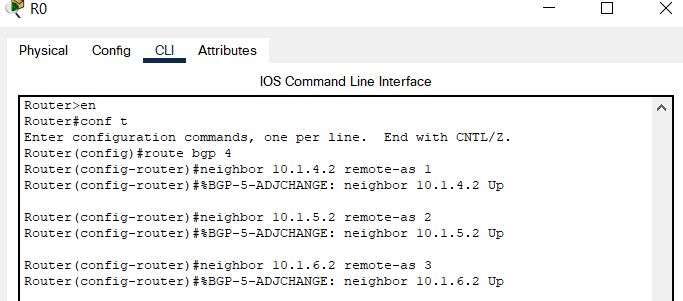 R0
Physical Config CLI Attributes
IOS Command Line Interface
Router>en
Router#conf t
Enter configuration commands, one per line.  End with CNTL/Z.
Router(config)#route bgp 4
Router(config-router)#neighbor 10.1.4.2 remote-as 1
Router(config-router)#%BGP-5-ADJCHANGE: neighbor 10.1.4.2 Up
Router(config-router)#neighbor 10.1.5.2 remote-as 2
Router(config-router)#%BGP-5-ADJCHANGE: neighbor 10.1.5.2 Up
Router(config-router)#neighbor 10.1.6.2 remote-as 3
Router(config-router)#%BGP-5-ADJCHANGE: neighbor 10.1.6.2 Up